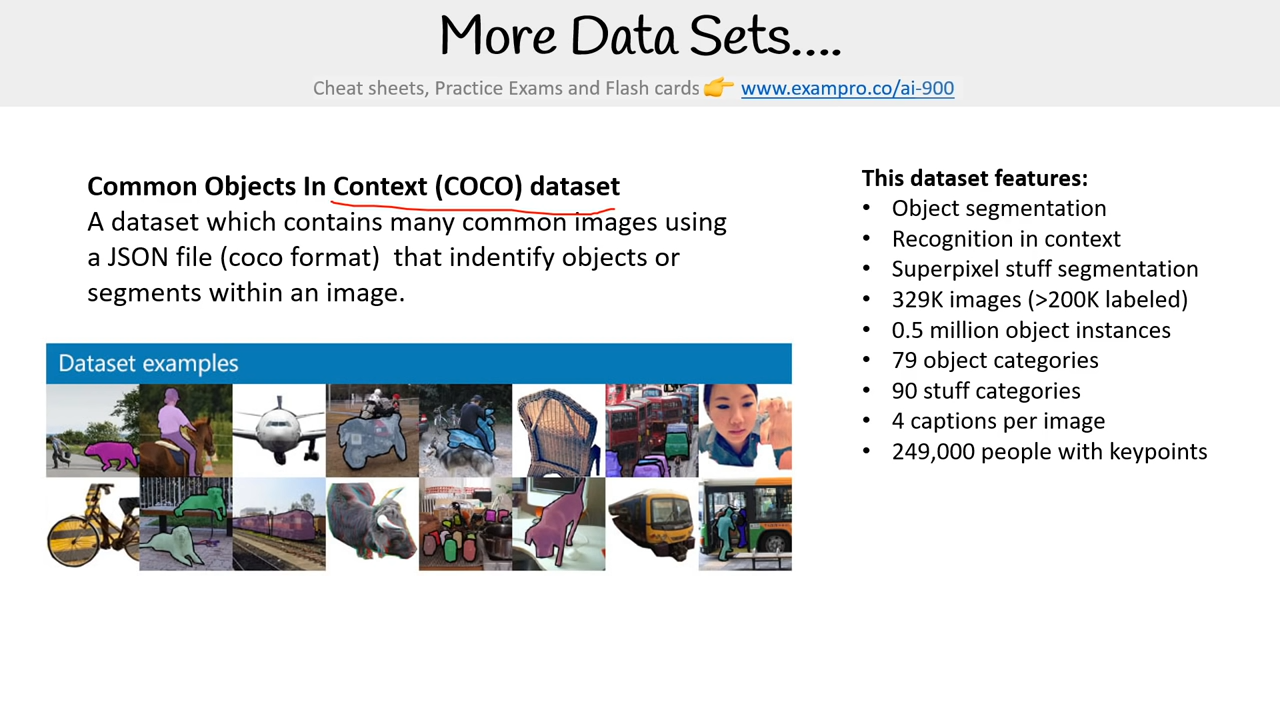 More Data Sets....
Cheat sheets, Practice Exams and Flash cards 👉 www.exampro.co/ai-900
Common Objects In Context (COCO) dataset
A dataset which contains many common images using
a JSON file (coco format)  that indentify objects or
segments within an image.
Dataset examples
This dataset features:
• Object segmentation
• Recognition in context
• Superpixel stuff segmentation
• 329K images (>200K labeled)
• 0.5 million object instances
• 79 object categories
• 90 stuff categories
• 4 captions per image
• 249,000 people with keypoints